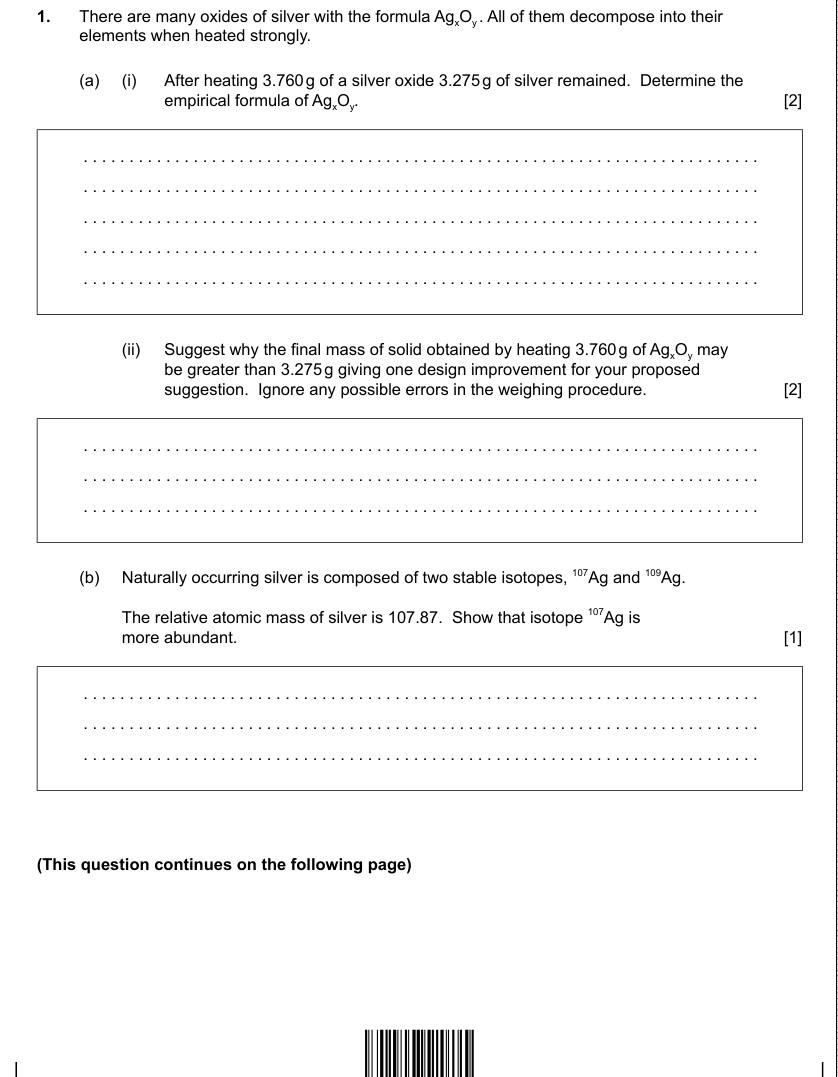 1. There are many oxides of silver with the formula AgxOy. All of them decompose into their
elements when heated strongly.
(a) (i) After heating 3.760 g of a silver oxide 3.275 g of silver remained. Determine the
empirical formula of AgxOy. [2]
(ii) Suggest why the final mass of solid obtained by heating 3.760 g of AgxOy may
be greater than 3.275 g giving one design improvement for your proposed
suggestion. Ignore any possible errors in the weighing procedure. [2]
(b) Naturally occurring silver is composed of two stable isotopes, 107Ag and 109Ag.
The relative atomic mass of silver is 107.87. Show that isotope 107Ag is
more abundant. [1]
(This question continues on the following page)